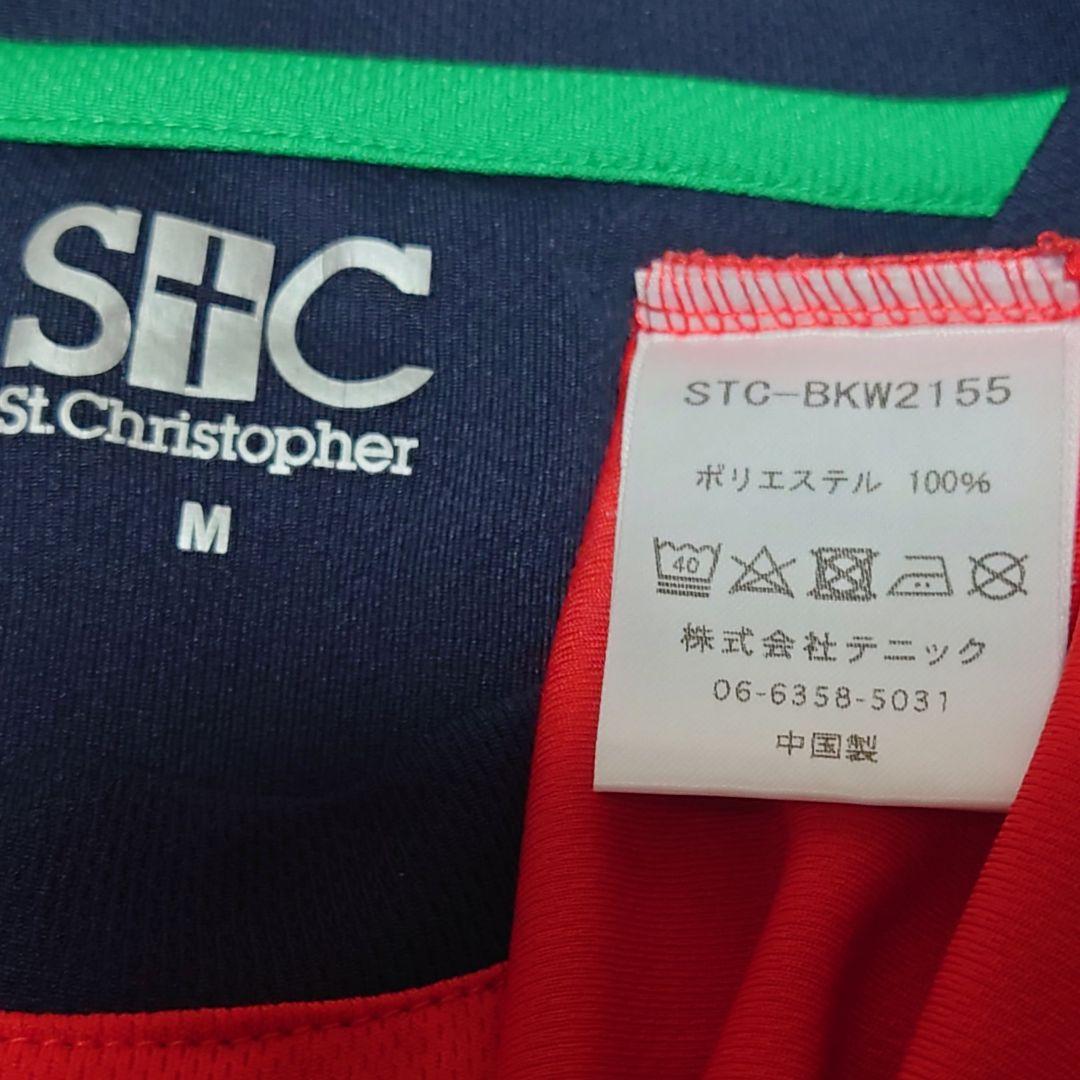 STC
St.Christopher
M
STC-BKW2155
ポリエステル 100%
40
株式会社テニック
06-6358-5031
中国製